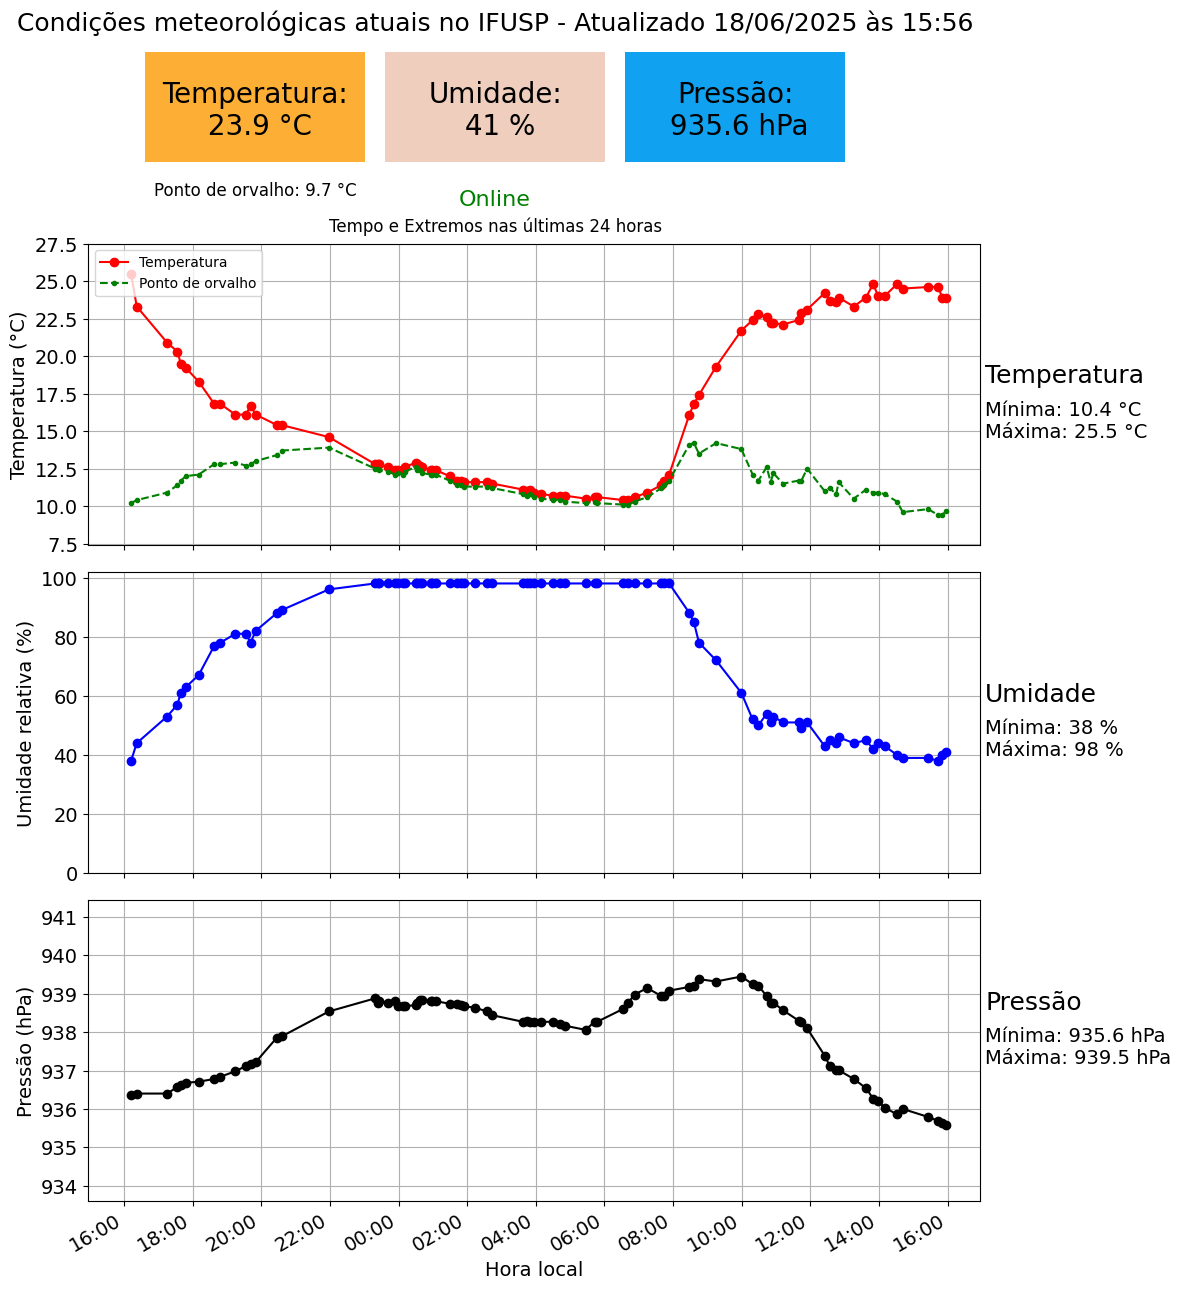 Condições meteorológicas atuais no IFUSP - Atualizado 18/06/2025 às 15:56
Temperatura:
23.9 °C
Umidade:
41 %
Pressão:
935.6 hPa
Ponto de orvalho: 9.7 °C
Online
Tempo e Extremos nas últimas 24 horas
Temperatura
Ponto de orvalho
Temperatura (°C)
27.5
25.0
22.5
20.0
17.5
15.0
12.5
10.0
7.5
Temperatura
Mínima: 10.4 °C
Máxima: 25.5 °C
Umidade relativa (%)
100
80
60
40
20
0
Umidade
Mínima: 38 %
Máxima: 98 %
Pressão (hPa)
941
940
939
938
937
936
935
934
Pressão
Mínima: 935.6 hPa
Máxima: 939.5 hPa
16:00 18:00 20:00 22:00 00:00 02:00 04:00 06:00 08:00 10:00 12:00 14:00 16:00
Hora local